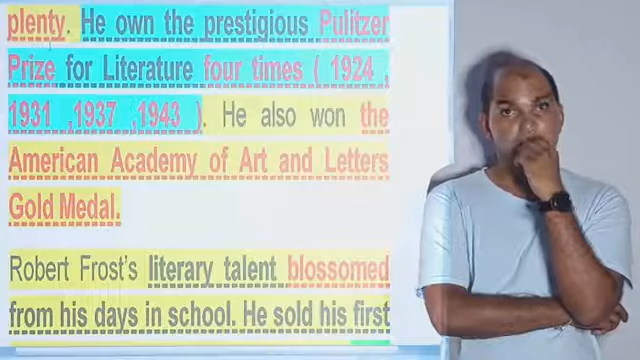 plenty. He own the prestigious Pulitzer
Prize for Literature four times ( 1924 ,
1931 ,1937 ,1943 ). He also won the
American Academy of Art and Letters
Gold Medal.
Robert Frost's literary talent blossomed
from his days in school. He sold his first